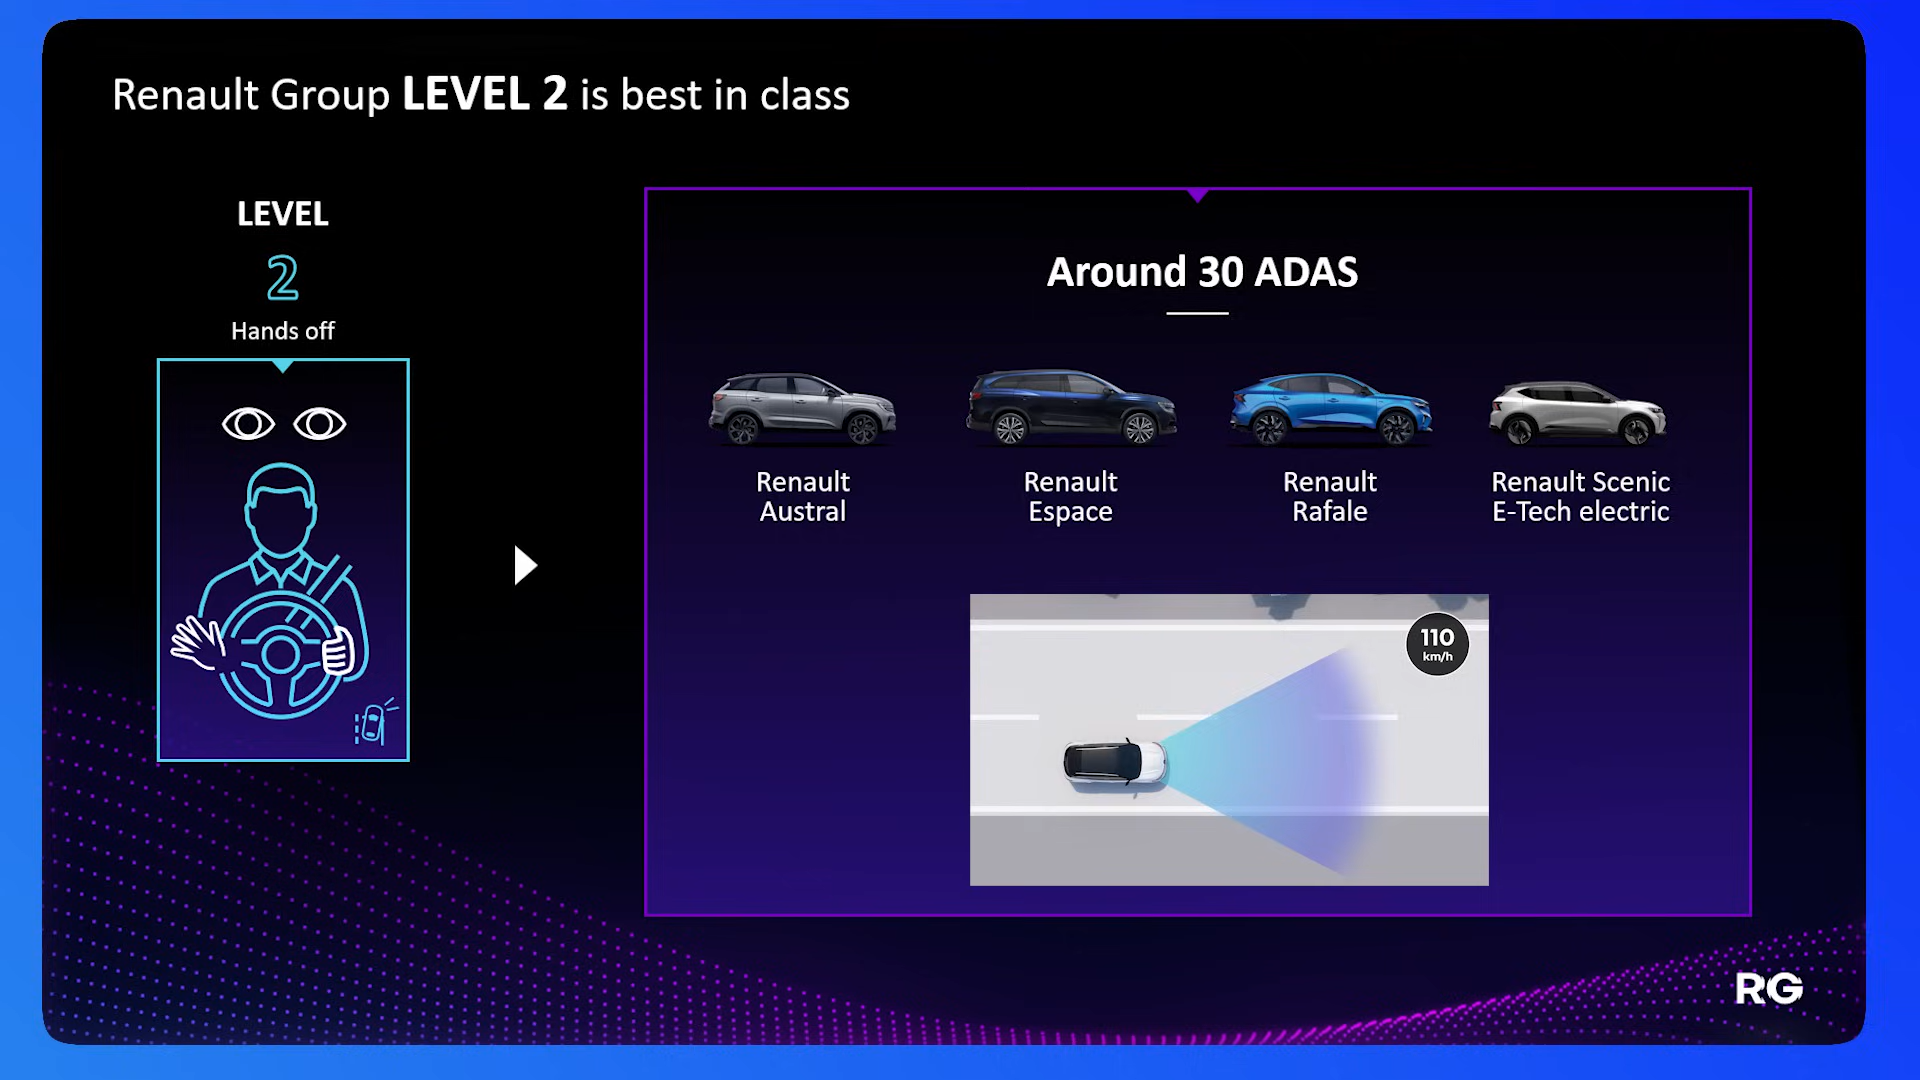 Renault Group LEVEL 2 is best in class
LEVEL
2
Hands off
Around 30 ADAS
Renault
Austral
Renault
Espace
Renault
Rafale
Renault Scenic
E-Tech electric
110
km/h
RG